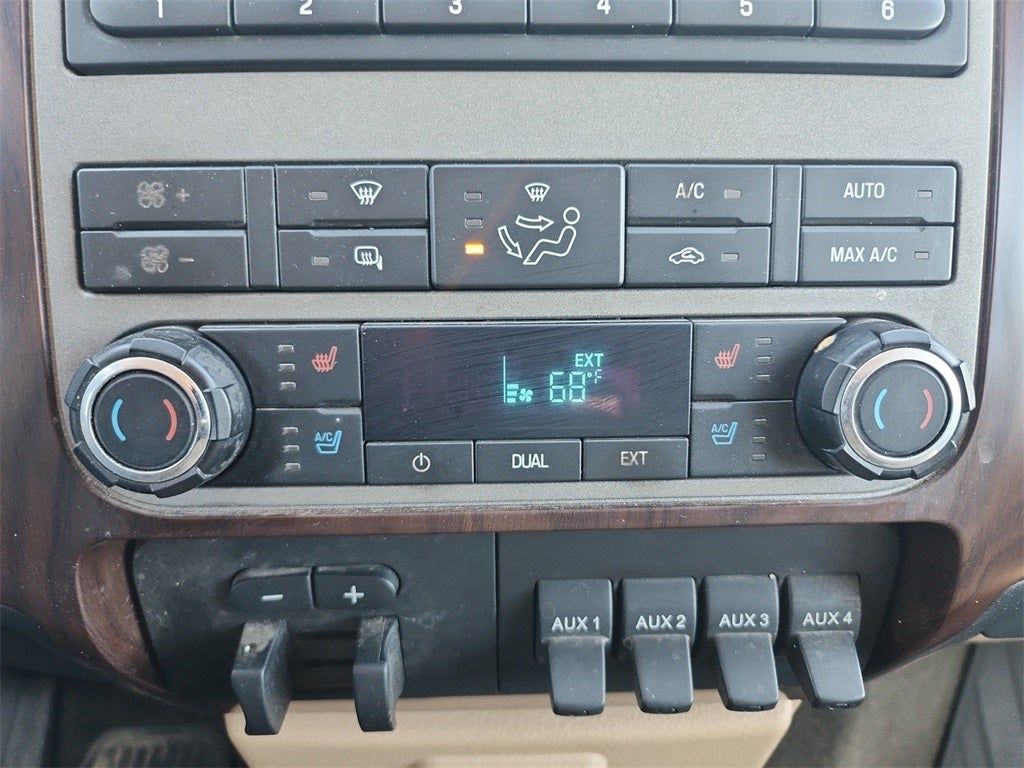 1 2 3 4 5 6
+ A/C AUTO
- MAX A/C
EXT
68°F
A/C A/C
DUAL EXT
- + AUX 1 AUX 2 AUX 3 AUX 4